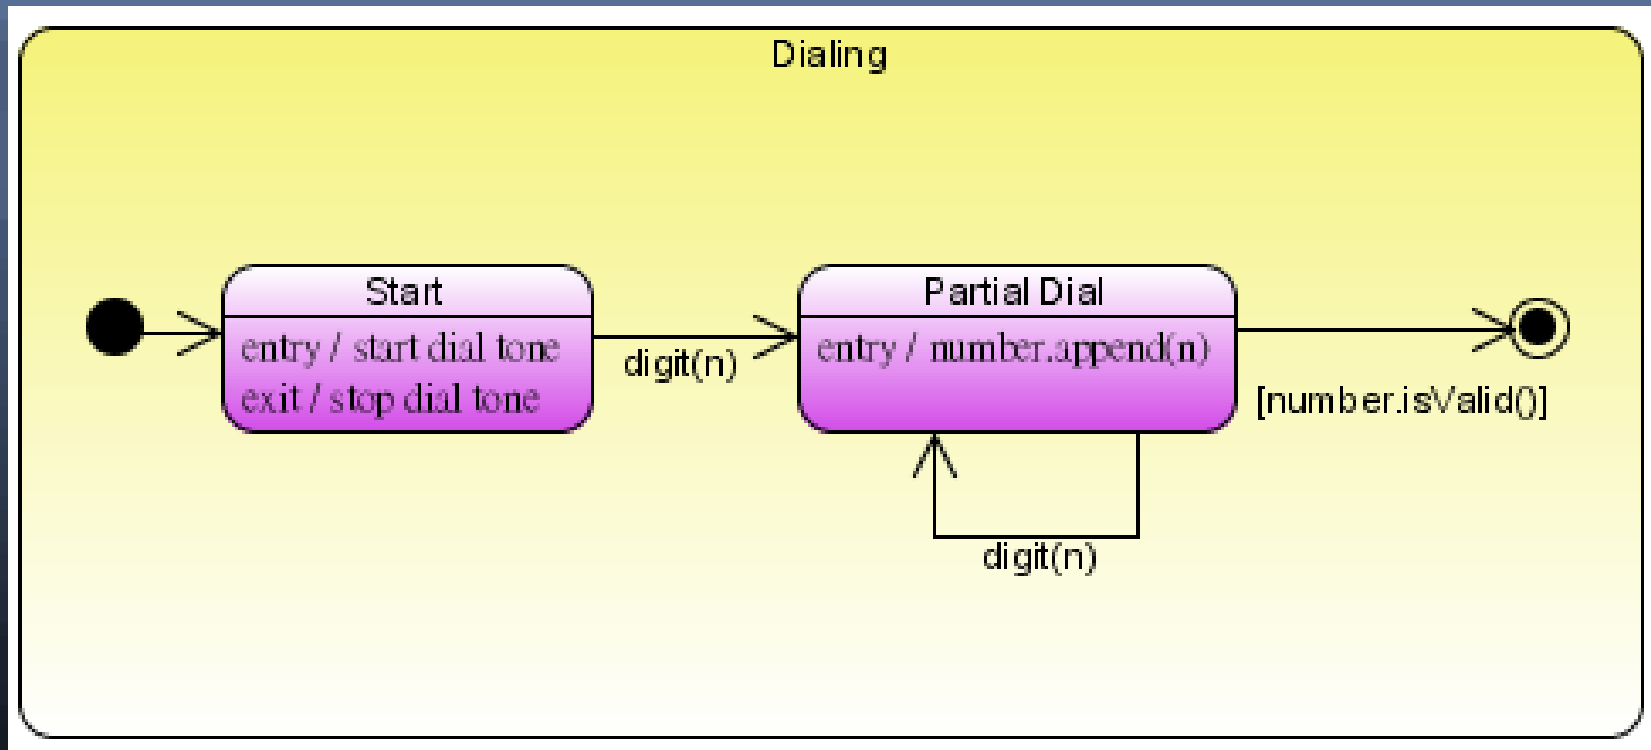 Dialing
Start
entry / start dial tone
exit / stop dial tone
digit(n)
Partial Dial
entry / number.append(n)
digit(n)
[number.isValid()]